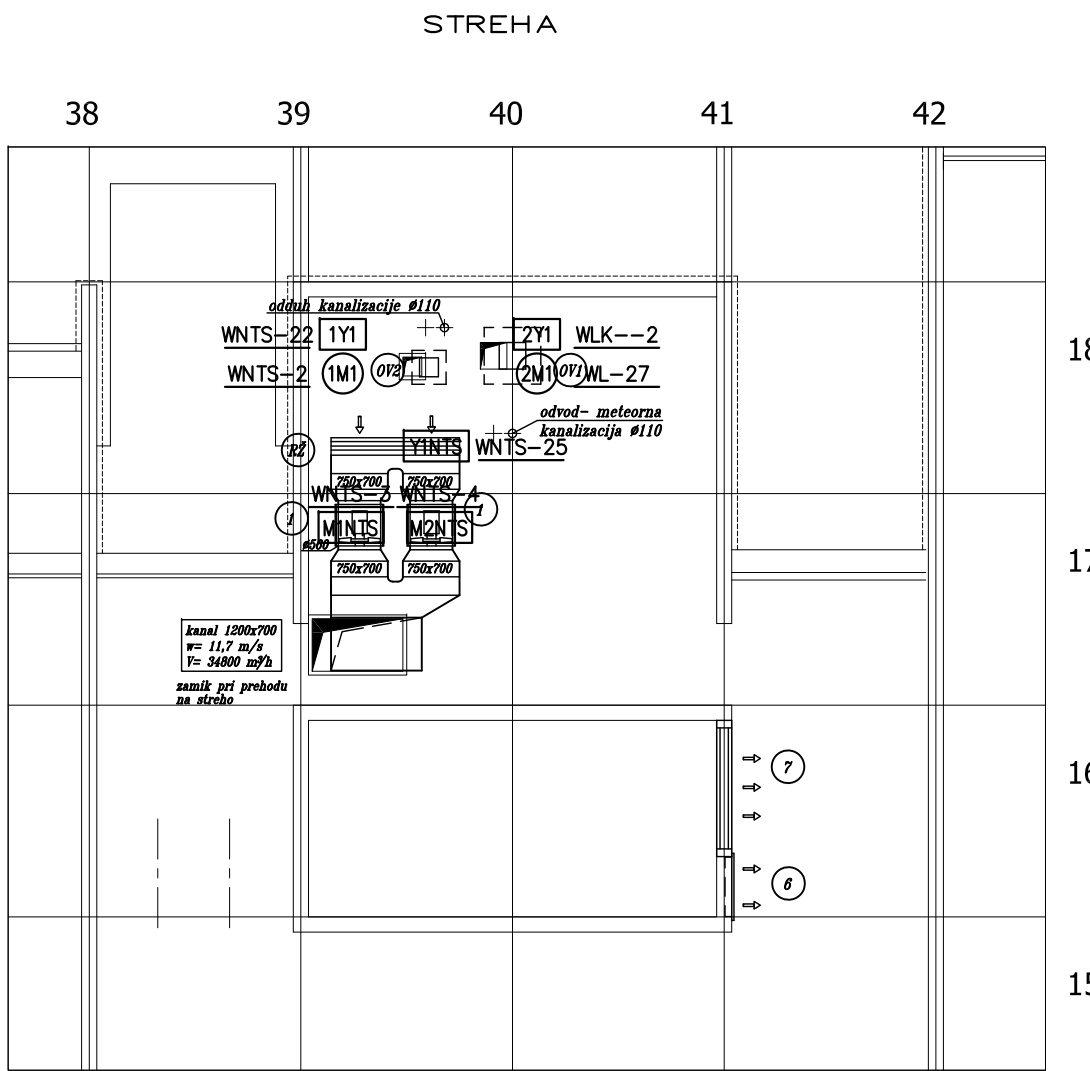 STREHA
38 39 40 41 42
odduh kanalizacije ø110
WNTS-22 1Y1 2Y1 WLK--2
18
WNTS-2 1M1 OV2 2M1 OV1 WL-27
odvod- meteorna
kanalizacija ø110
RŽ Y1NTS WNTS-25
750x700 750x700
WNTS-3 WNTS-4
1 1
M1NTS M2NTS
ø560
17
750x700 750x700
kanal 1200x700
w= 11,7 m/s
V= 34800 m³/h
zamik pri prehodu
na streho
7
16
6
15